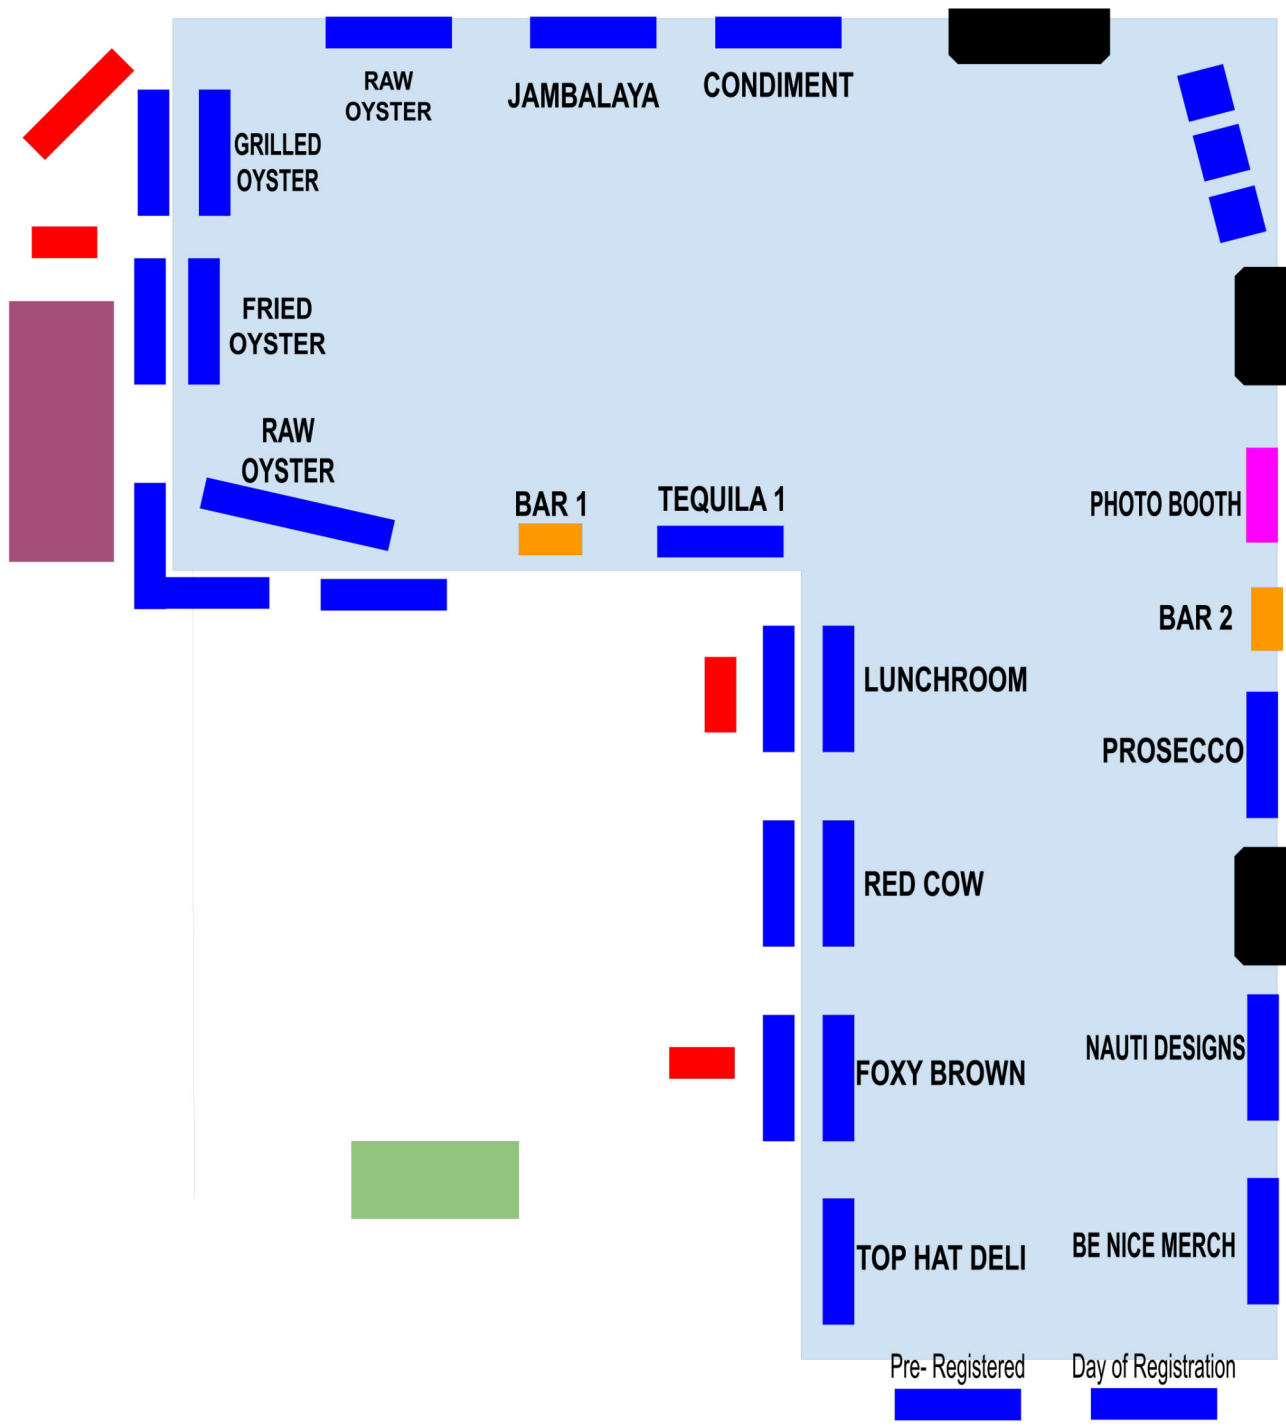 RAW
OYSTER
JAMBALAYA
CONDIMENT
GRILLED
OYSTER
FRIED
OYSTER
RAW
OYSTER
BAR 1
TEQUILA 1
PHOTO BOOTH
BAR 2
LUNCHROOM
PROSECCO
RED COW
NAUTI DESIGNS
FOXY BROWN
TOP HAT DELI
BE NICE MERCH
Pre- Registered
Day of Registration